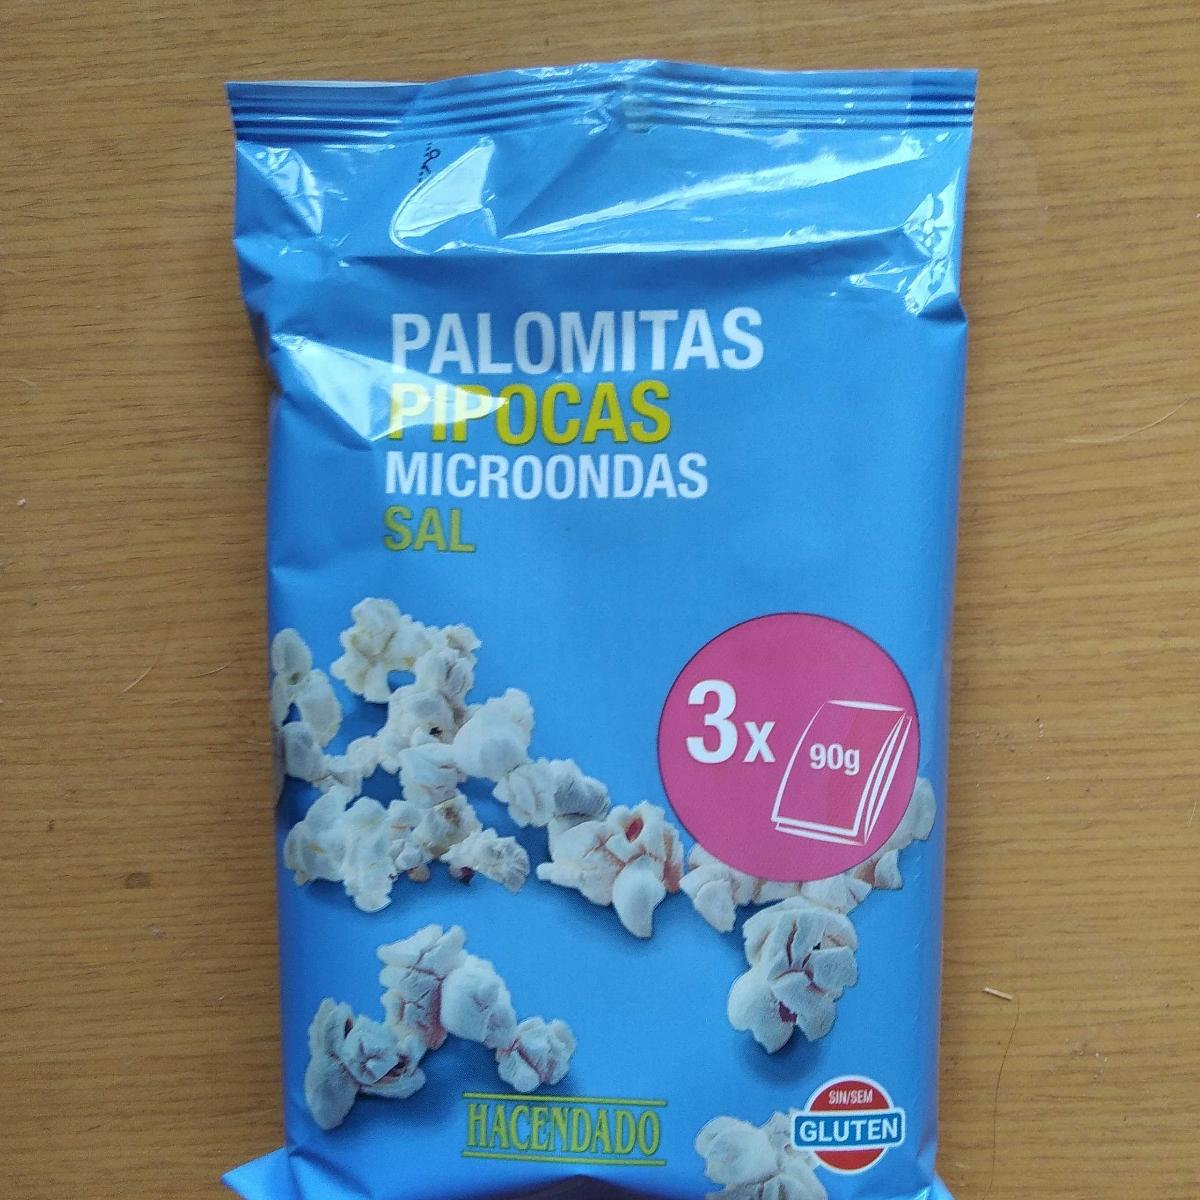 PALOMITAS
PIPOCAS
MICROONDAS
SAL
3x
90g
HACENDADO
SIN/SEM
GLUTEN